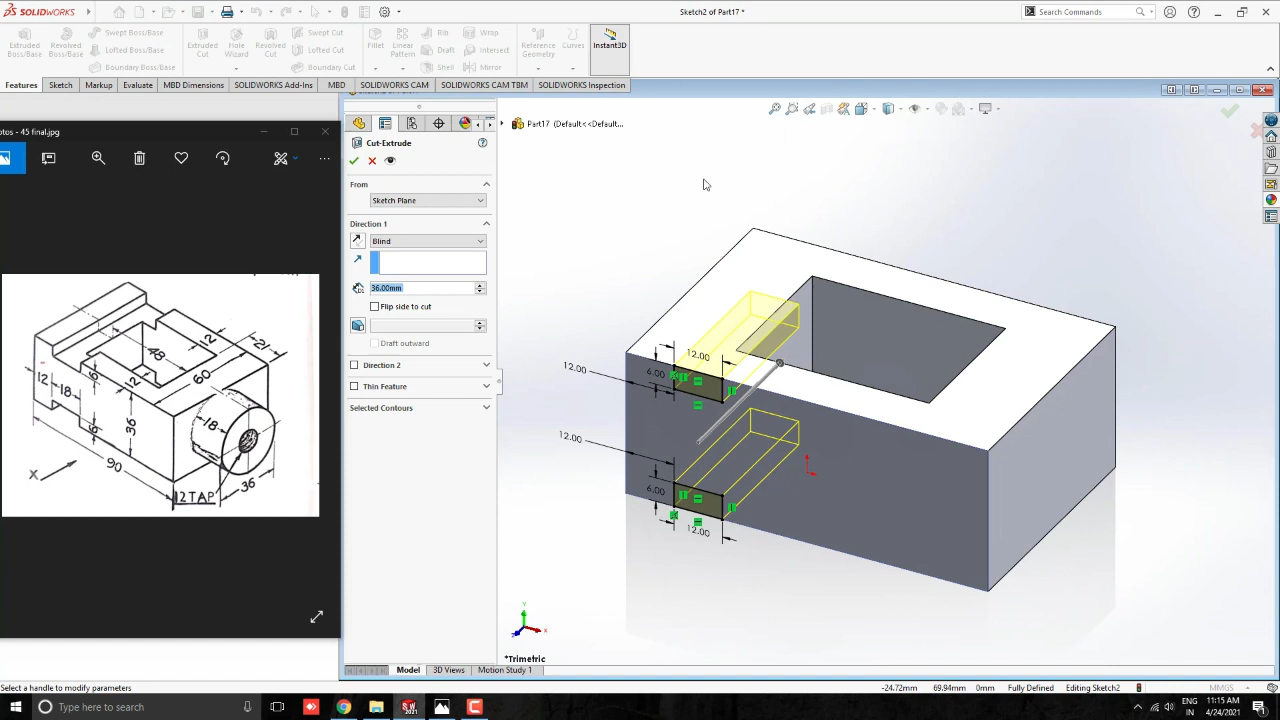 SOLIDWORKS
Sketch2 of Part17 *
Search Commands
Extruded Boss/Base
Revolved Boss/Base
Swept Boss/Base
Lofted Boss/Base
Boundary Boss/Base
Extruded Cut
Hole Wizard
Revolved Cut
Swept Cut
Lofted Cut
Boundary Cut
Fillet
Linear Pattern
Rib
Draft
Shell
Wrap
Intersect
Mirror
Reference Geometry
Curves
Instant3D
Features
Sketch
Markup
Evaluate
MBD Dimensions
SOLIDWORKS Add-Ins
MBD
SOLIDWORKS CAM
SOLIDWORKS CAM TBM
SOLIDWORKS Inspection
otos - 45 final.jpg
Part17 (Default<<Default...
Cut-Extrude
From
Sketch Plane
Direction 1
Blind
36.00mm
Flip side to cut
Draft outward
Direction 2
Thin Feature
Selected Contours
12
21
48
60
12
12
6
18
36
18
6
90
X
12 TAP
36
12.00
12.00
6.00
12.00
6.00
12.00
Y
X
Z
*Trimetric
Model
3D Views
Motion Study 1
Select a handle to modify parameters
-24.72mm
69.94mm
0mm
Fully Defined
Editing Sketch2
MMGS
Type here to search
SW
2021
ENG
IN
11:15 AM
4/24/2021